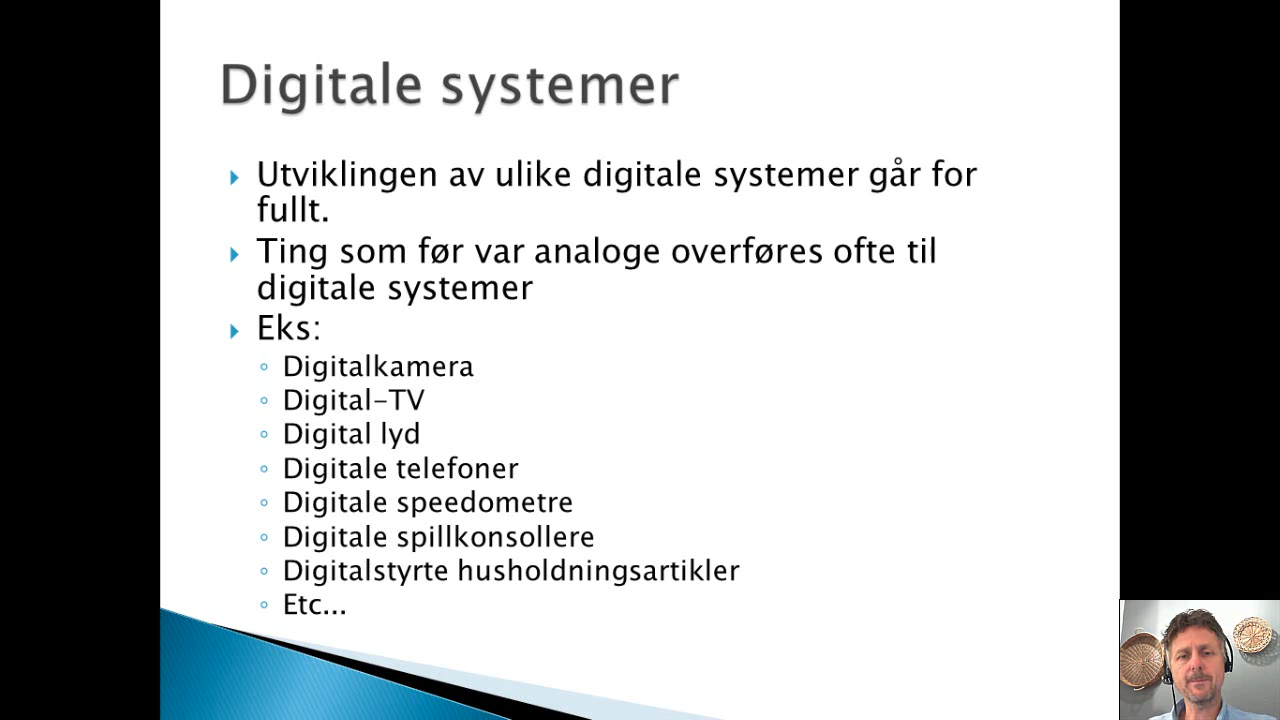 Digitale systemer
Utviklingen av ulike digitale systemer går for
fullt.
Ting som før var analoge overføres ofte til
digitale systemer
Eks:
Digitalkamera
Digital-TV
Digital lyd
Digitale telefoner
Digitale speedometre
Digitale spillkonsollere
Digitalstyrte husholdningsartikler
Etc...